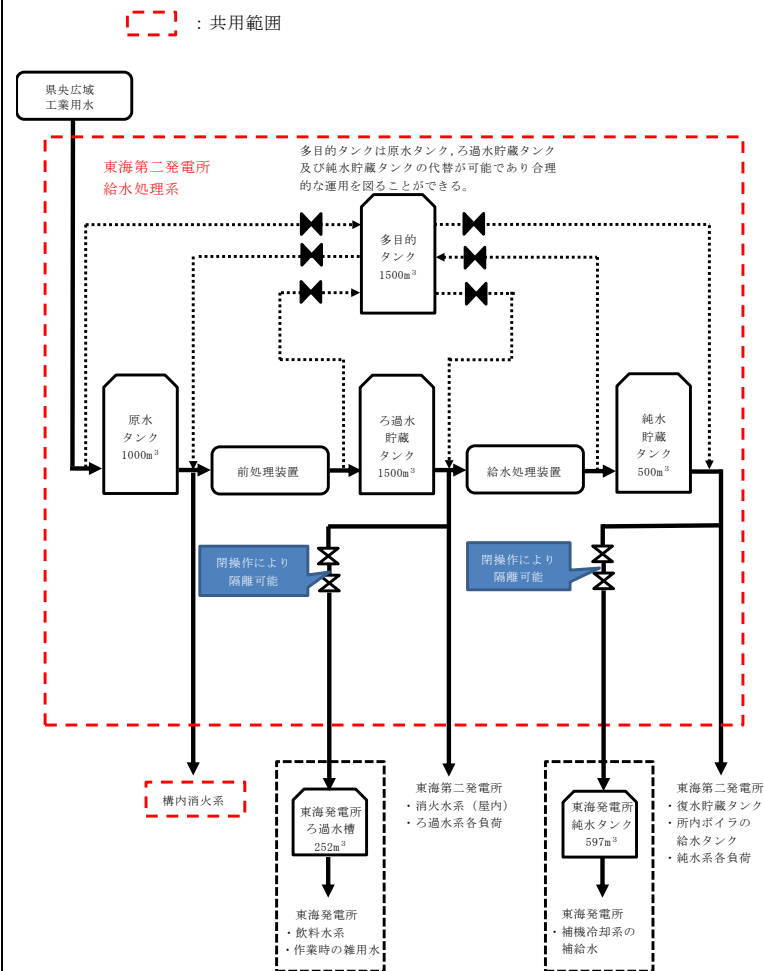 ：共用範囲
県央広域
工業用水
東海第二発電所
給水処理系
多目的タンクは原水タンク，ろ過水貯蔵タンク
及び純水貯蔵タンクの代替が可能であり合理
的な運用を図ることができる。
多目的
タンク
1500m³
原水
タンク
1000m³
前処理装置
ろ過水
貯蔵
タンク
1500m³
給水処理装置
純水
貯蔵
タンク
500m³
閉操作により
隔離可能
閉操作により
隔離可能
構内消火系
東海発電所
ろ過水槽
252m³
東海発電所
・飲料水系
・作業時の雑用水
東海第二発電所
・消火水系（屋内）
・ろ過水系各負荷
東海発電所
純水タンク
597m³
東海発電所
・補機冷却系の
補給水
東海第二発電所
・復水貯蔵タンク
・所内ボイラの
給水タンク
・純水系各負荷